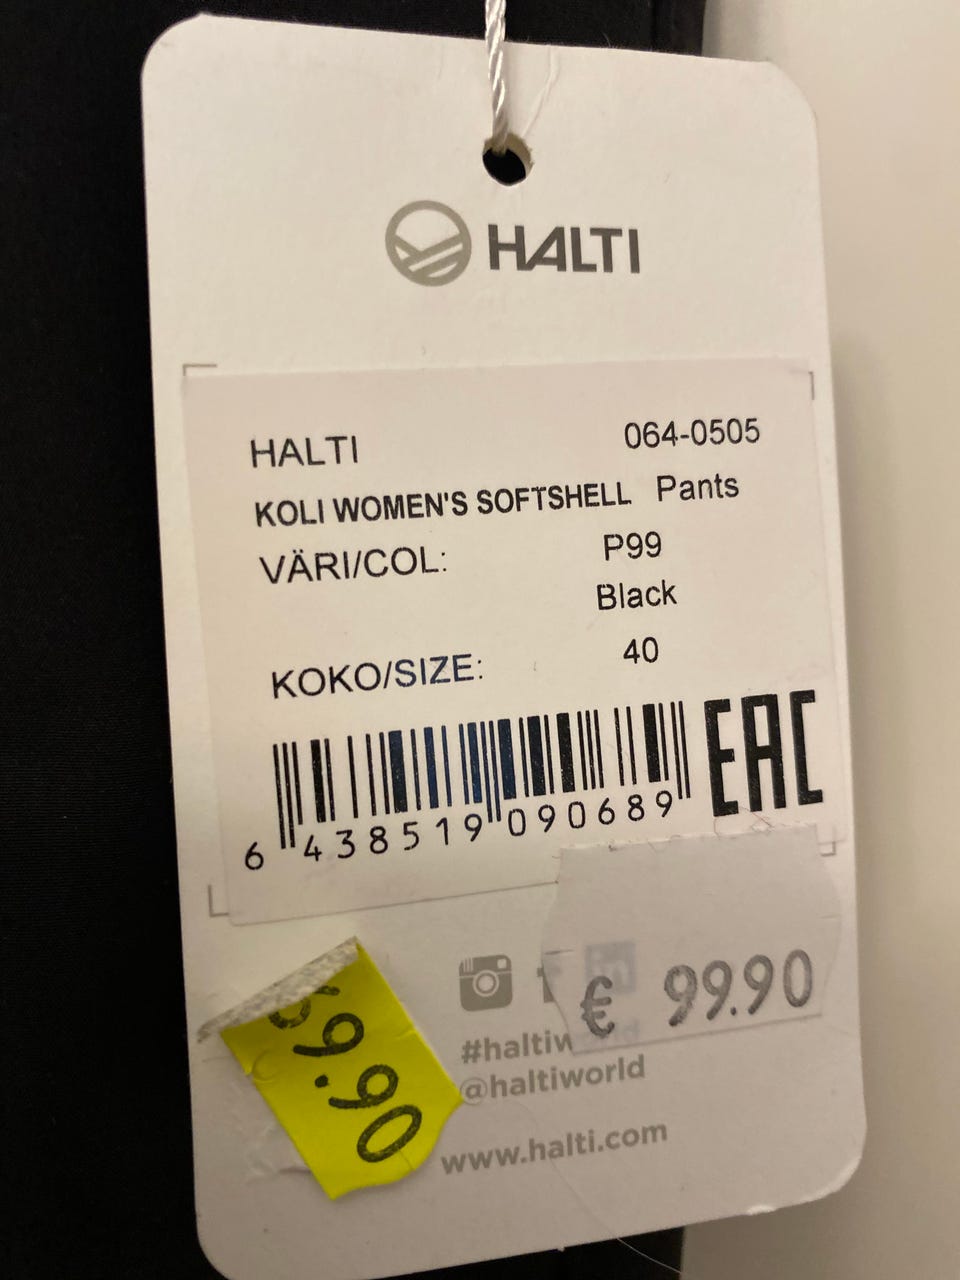 HALTI
HALTI 064-0505
KOLI WOMEN'S SOFTSHELL Pants
VÄRI/COL: P99
Black
KOKO/SIZE: 40
EAC
6 438519 090689
€ 99.90
9.90
#haltiw
@haltiworld
www.halti.com